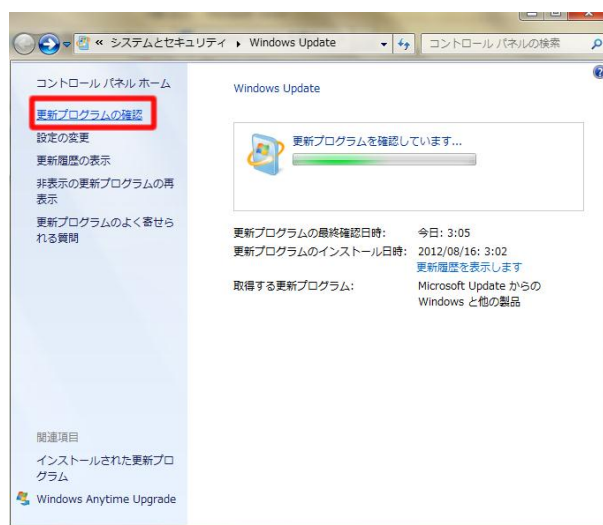 « システムとセキュリティ ▸ Windows Update
コントロール パネルの検索
コントロール パネル ホーム
更新プログラムの確認
設定の変更
更新履歴の表示
非表示の更新プログラムの再
表示
更新プログラムのよく寄せら
れる質問
関連項目
インストールされた更新プロ
グラム
Windows Anytime Upgrade
Windows Update
更新プログラムを確認しています...
更新プログラムの最終確認日時: 今日: 3:05
更新プログラムのインストール日時: 2012/08/16: 3:02
更新履歴を表示します
取得する更新プログラム: Microsoft Update からの
Windows と他の製品